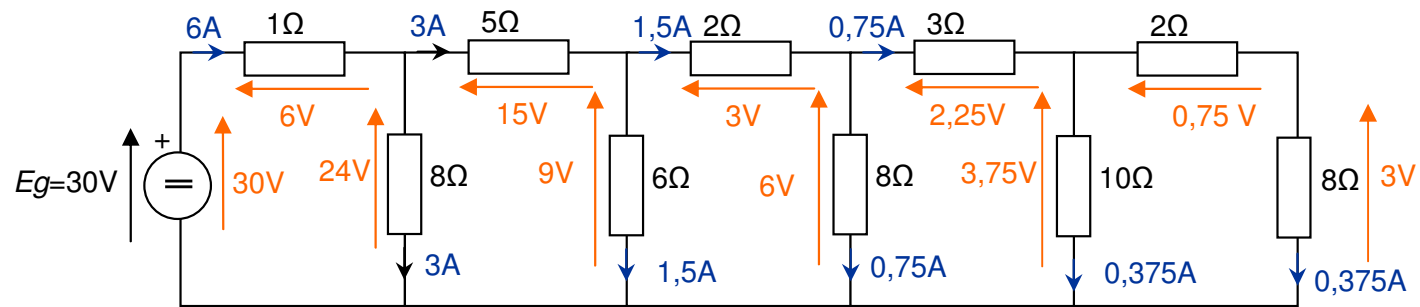 6A 1Ω 3A 5Ω 1,5A 2Ω 0,75A 3Ω 2Ω
6V 15V 3V 2,25V 0,75 V
+
Eg=30V 30V 24V 8Ω 9V 6Ω 6V 8Ω 3,75V 10Ω 8Ω 3V
3A 1,5A 0,75A 0,375A 0,375A